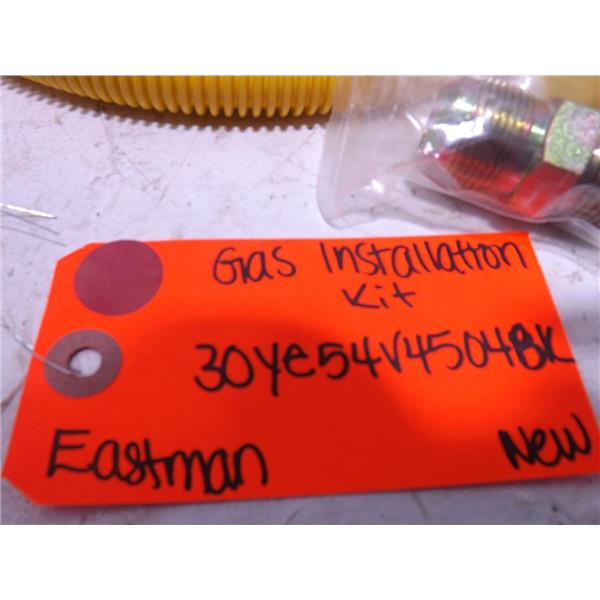 Gas Installation
Kit
30YE54V4504BK
Eastman
New